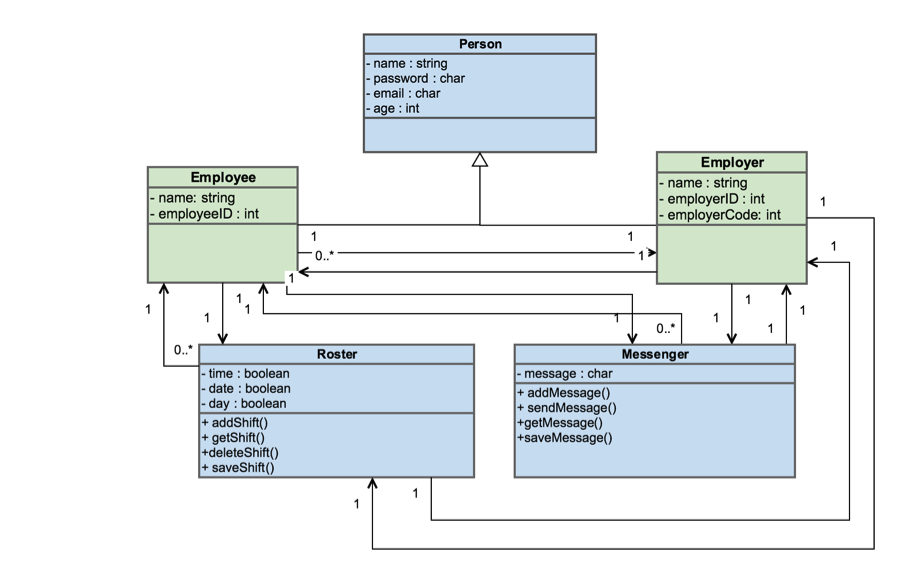 Person
- name : string
- password : char
- email : char
- age : int
Employee
- name: string
- employeeID : int
Employer
- name : string
- employerID : int
- employerCode: int
1
1
1
0..*
1
1
1
1
1
1
1
1
1
1
1
1
0..*
0..*
Roster
- time : boolean
- date : boolean
- day : boolean
+ addShift()
+ getShift()
+deleteShift()
+ saveShift()
Messenger
- message : char
+ addMessage()
+ sendMessage()
+getMessage()
+saveMessage()
1
1